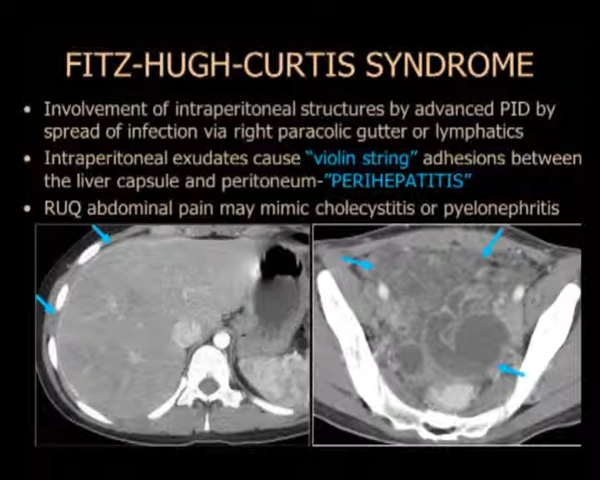 FITZ-HUGH-CURTIS SYNDROME
• Involvement of intraperitoneal structures by advanced PID by
spread of infection via right paracolic gutter or lymphatics
• Intraperitoneal exudates cause “violin string” adhesions between
the liver capsule and peritoneum-”PERIHEPATITIS”
• RUQ abdominal pain may mimic cholecystitis or pyelonephritis